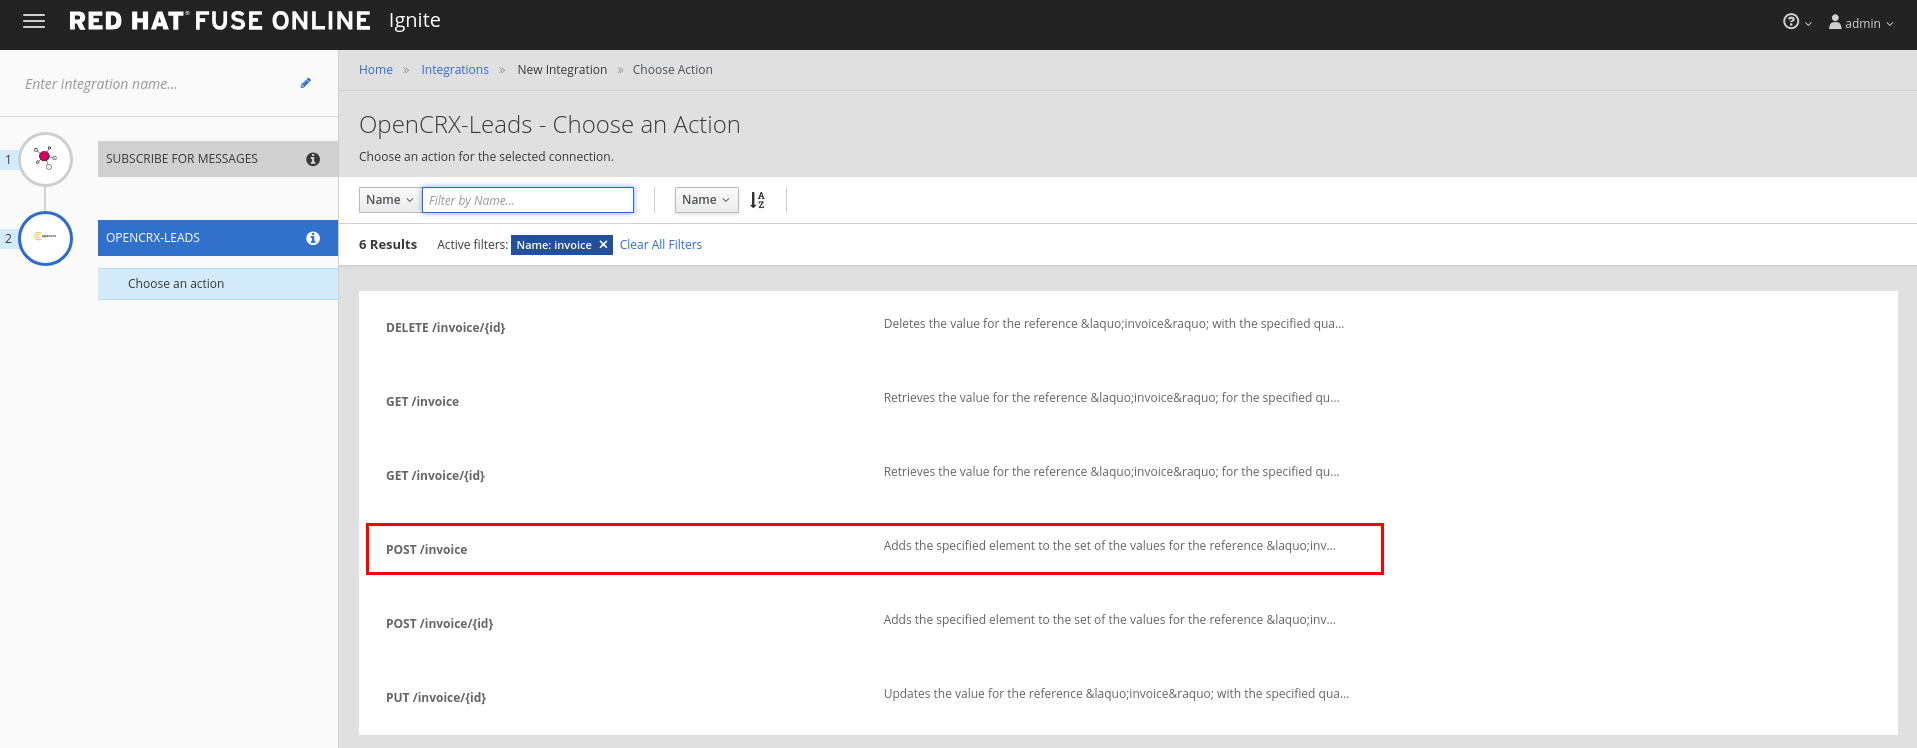 RED HAT® FUSE ONLINE Ignite
admin
Enter integration name...
Home » Integrations » New Integration » Choose Action
OpenCRX-Leads - Choose an Action
Choose an action for the selected connection.
1 SUBSCRIBE FOR MESSAGES
2 OPENCRX-LEADS
Choose an action
Name Filter by Name... Name A Z
6 Results Active filters: Name: invoice × Clear All Filters
DELETE /invoice/{id} Deletes the value for the reference &laquo;invoice&raquo; with the specified qua...
GET /invoice Retrieves the value for the reference &laquo;invoice&raquo; for the specified qu...
GET /invoice/{id} Retrieves the value for the reference &laquo;invoice&raquo; for the specified qu...
POST /invoice Adds the specified element to the set of the values for the reference &laquo;inv...
POST /invoice/{id} Adds the specified element to the set of the values for the reference &laquo;inv...
PUT /invoice/{id} Updates the value for the reference &laquo;invoice&raquo; with the specified qua...